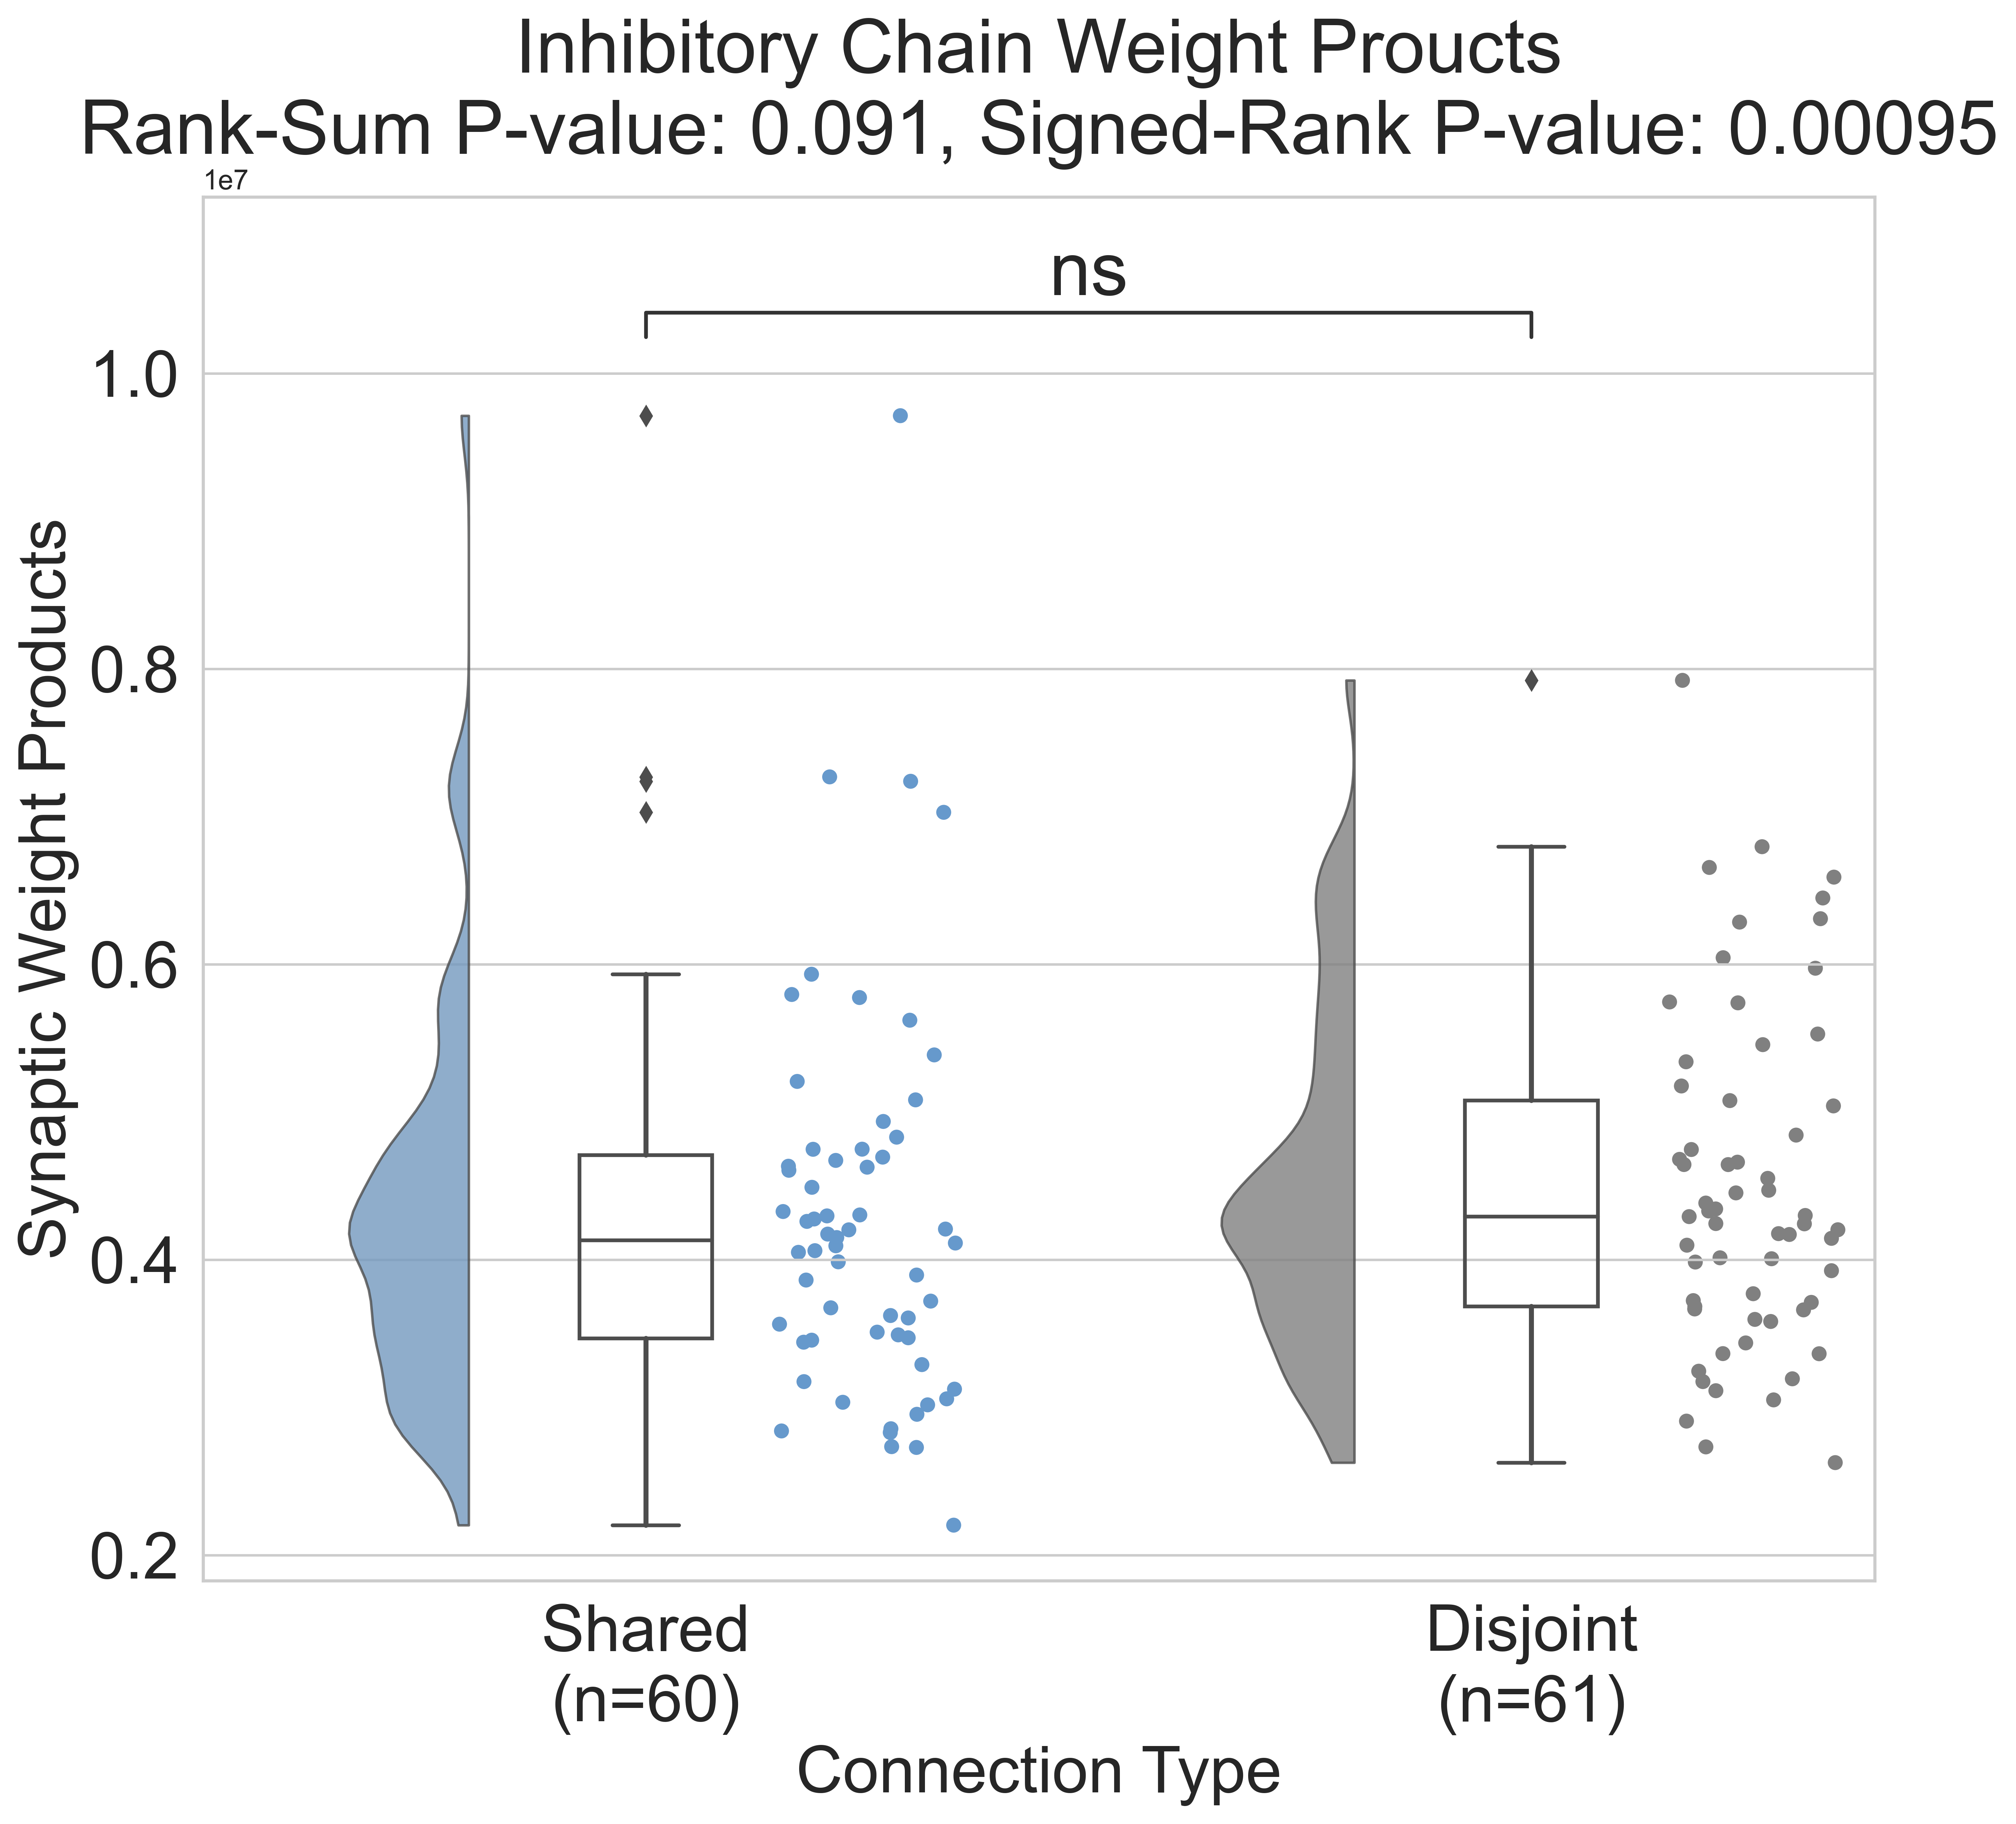 Inhibitory Chain Weight Proucts
Rank-Sum P-value: 0.091, Signed-Rank P-value: 0.00095
1e7
ns
1.0
0.8
0.6
0.4
0.2
Synaptic Weight Products
Shared
(n=60)
Disjoint
(n=61)
Connection Type